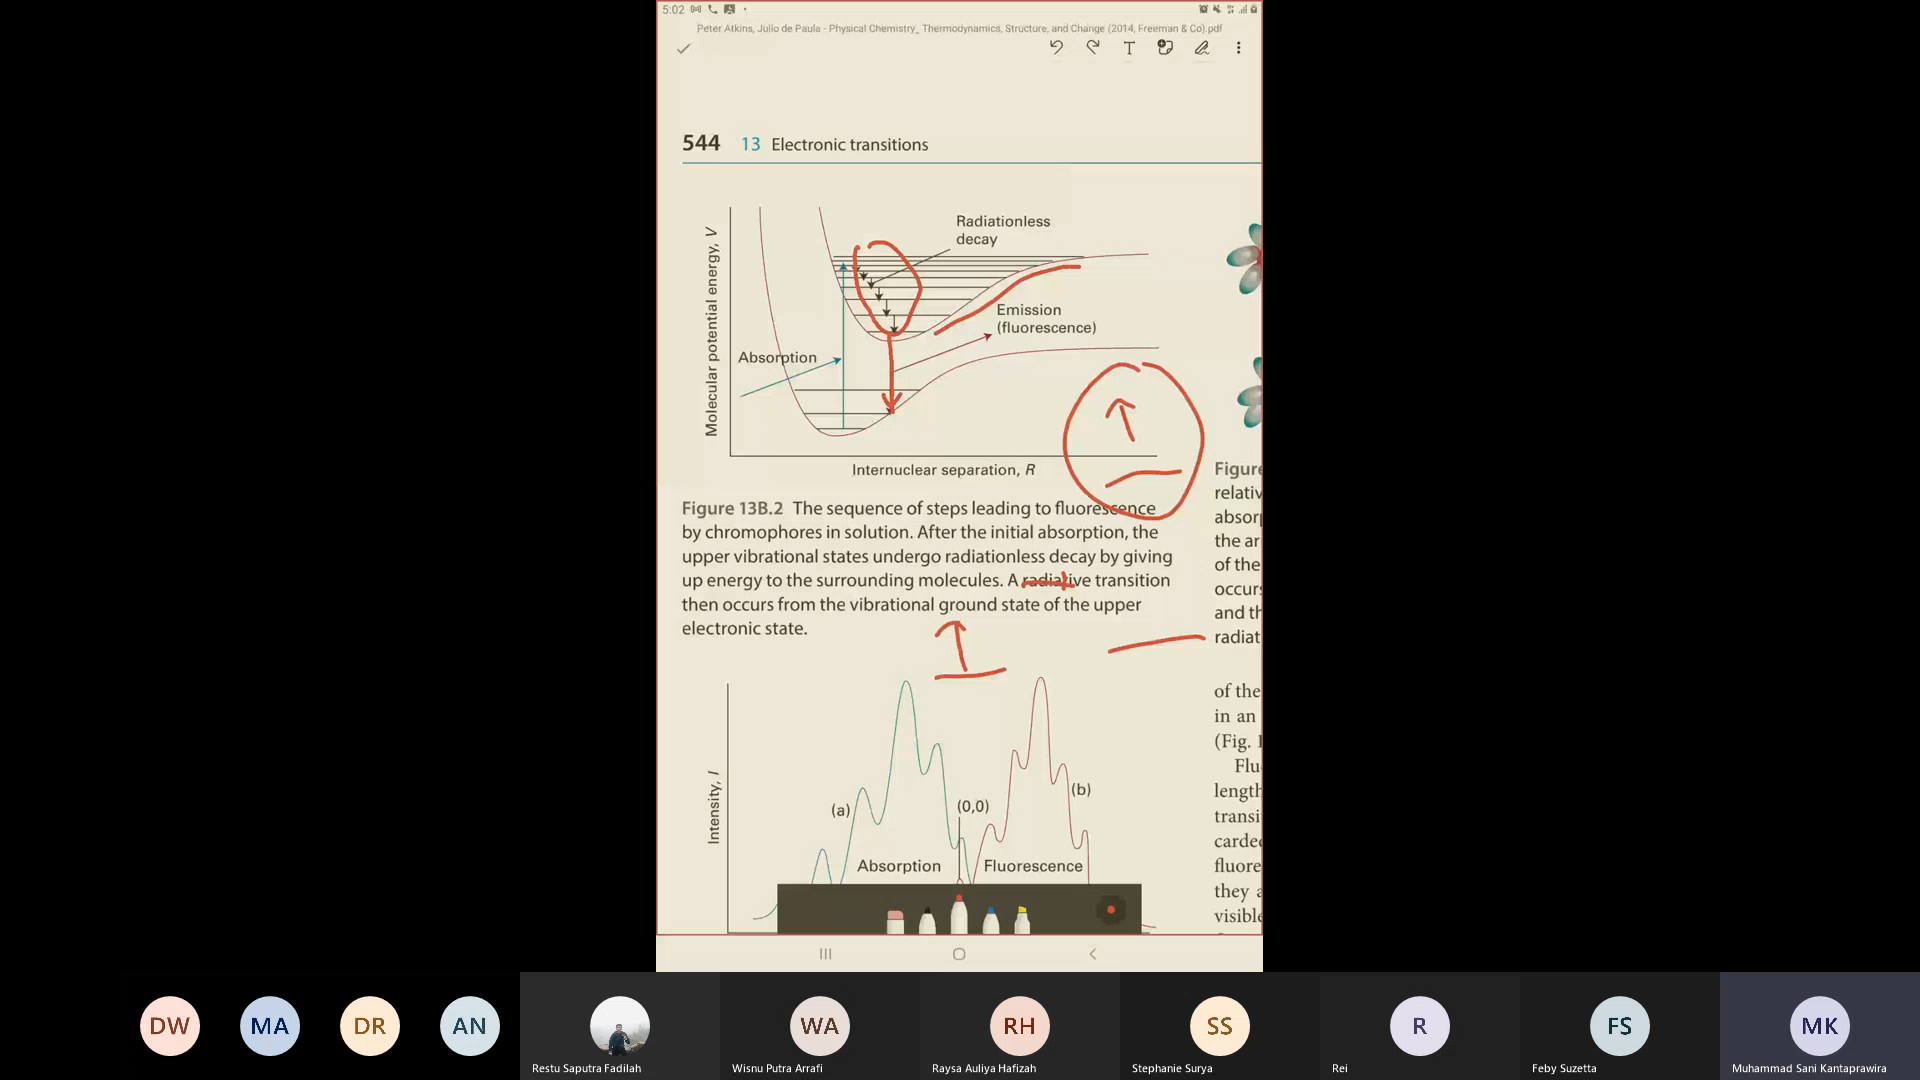 5:02
Peter Atkins, Julio de Paula - Physical Chemistry_ Thermodynamics, Structure, and Change (2014, Freeman & Co).pdf
544 13 Electronic transitions
Molecular potential energy, V
Radiationless
decay
Emission
(fluorescence)
Absorption
Internuclear separation, R
Figure 13B.2 The sequence of steps leading to fluorescence
by chromophores in solution. After the initial absorption, the
upper vibrational states undergo radiationless decay by giving
up energy to the surrounding molecules. A radiative transition
then occurs from the vibrational ground state of the upper
electronic state.
Figure
relativ
absorp
the ar
of the
occurs
and th
radiat
Intensity, I
(a)
(0,0)
(b)
Absorption
Fluorescence
of the
in an
(Fig.
Flu
length
transi
carded
fluore
they a
visible
DW
MA
DR
AN
WA
RH
SS
R
FS
MK
Restu Saputra Fadilah
Wisnu Putra Arrafi
Raysa Auliya Hafizah
Stephanie Surya
Rei
Feby Suzetta
Muhammad Sani Kantaprawira